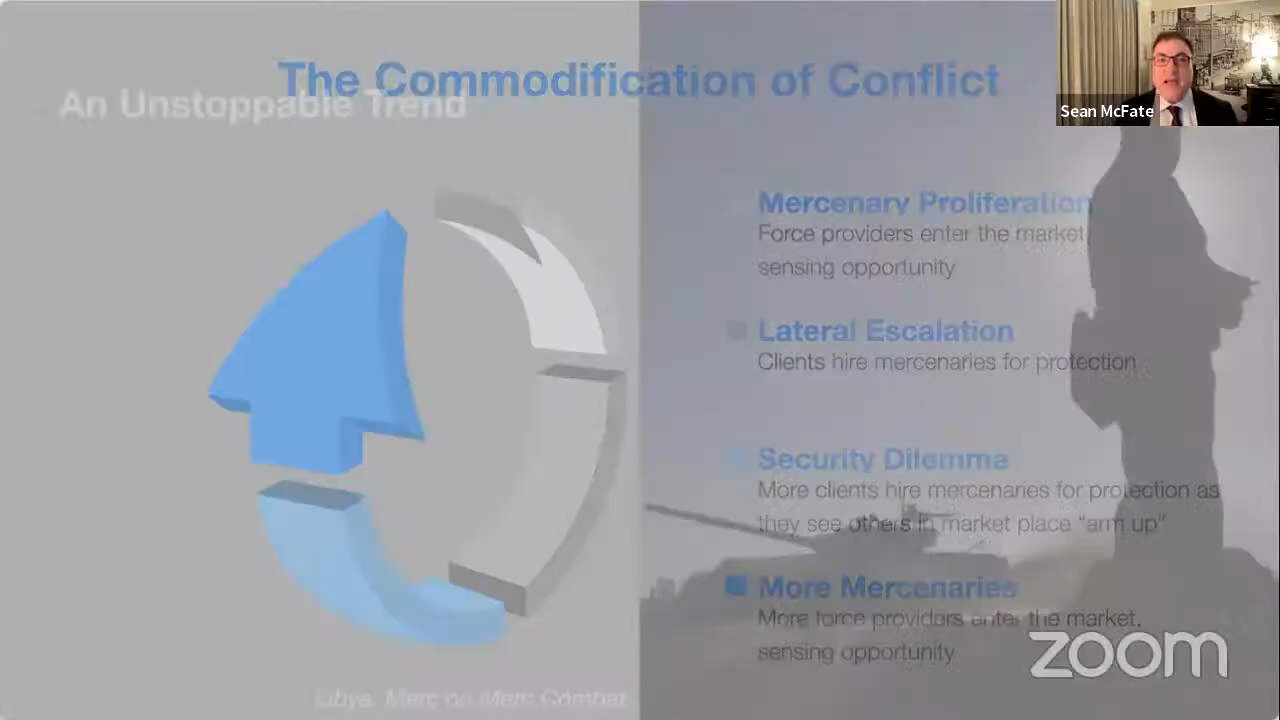 The Commodification of Conflict
An Unstoppable Trend
Sean McFate
Mercenary Proliferation
Force providers enter the market,
sensing opportunity
Lateral Escalation
Clients hire mercenaries for protection
Security Dilemma
More clients hire mercenaries for protection as
they see others in market place “arm up”
More Mercenaries
More force providers enter the market,
sensing opportunity
Libya: Merc on Merc Combat
zoom